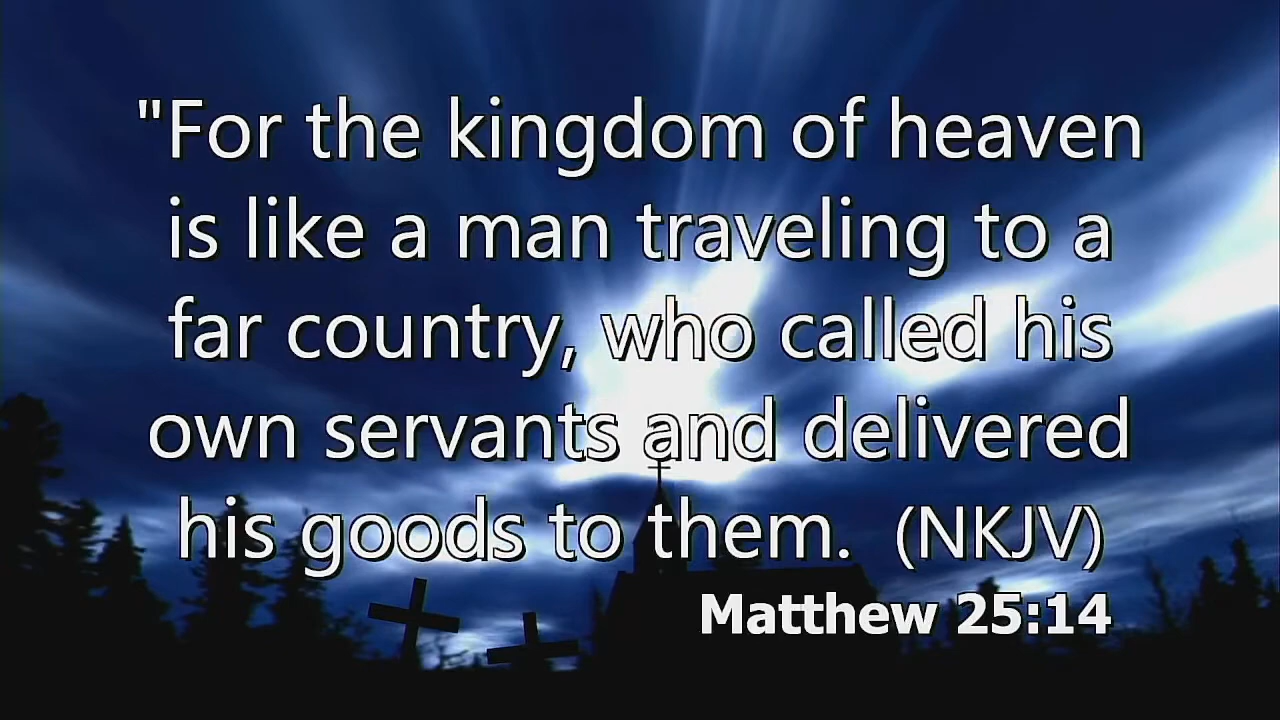 "For the kingdom of heaven
is like a man traveling to a
far country, who called his
own servants and delivered
his goods to them.  (NKJV)
Matthew 25:14